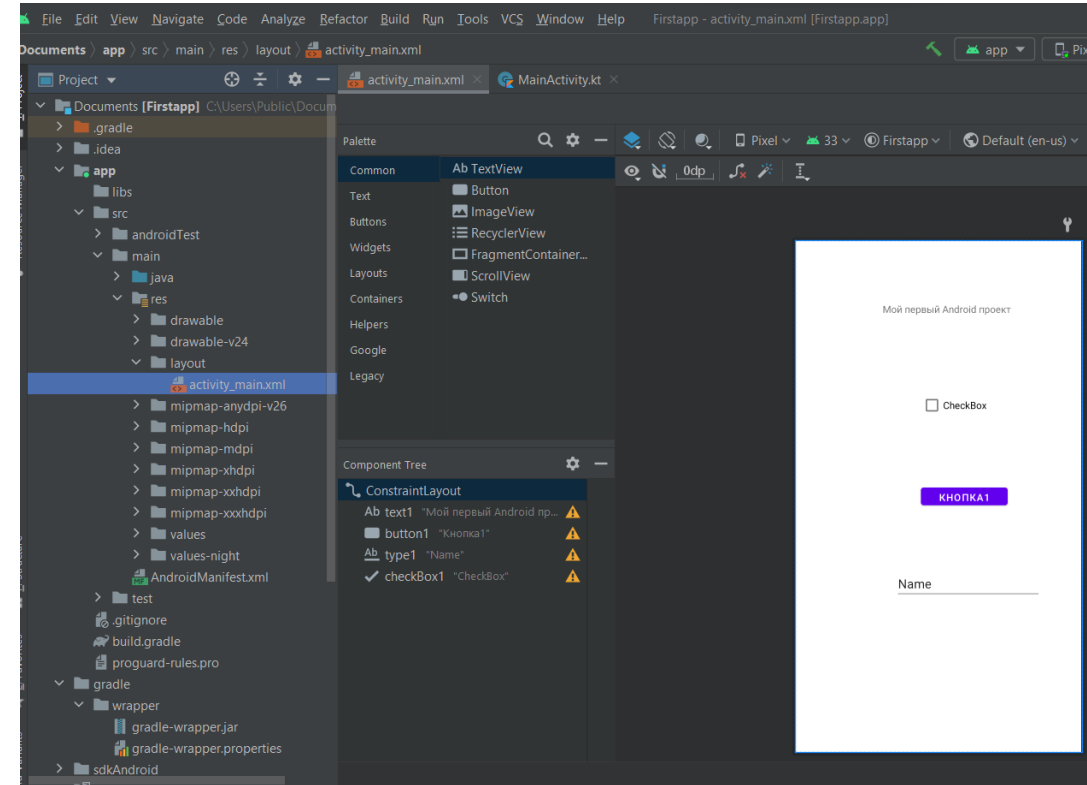 File Edit View Navigate Code Analyze Refactor Build Run Tools VCS Window Help Firstapp - activity_main.xml [Firstapp.app]
Documents app src main res layout activity_main.xml
app
Project
activity_main.xml MainActivity.kt
Documents [Firstapp] C:\Users\Public\Docum
.gradle
.idea
app
libs
src
androidTest
main
java
res
drawable
drawable-v24
layout
activity_main.xml
mipmap-anydpi-v26
mipmap-hdpi
mipmap-mdpi
mipmap-xhdpi
mipmap-xxhdpi
mipmap-xxxhdpi
values
values-night
AndroidManifest.xml
test
.gitignore
build.gradle
proguard-rules.pro
gradle
wrapper
gradle-wrapper.jar
gradle-wrapper.properties
sdkAndroid
Palette
Common
Text
Buttons
Widgets
Layouts
Containers
Helpers
Google
Legacy
Ab TextView
Button
ImageView
RecyclerView
FragmentContainer...
ScrollView
Switch
Component Tree
ConstraintLayout
Ab text1 "Мой первый Android пр...
button1 "Кнопка1"
Ab type1 "Name"
checkBox1 "CheckBox"
Pixel 33 Firstapp Default (en-us)
0dp
Мой первый Android проект
CheckBox
КНОПКА1
Name